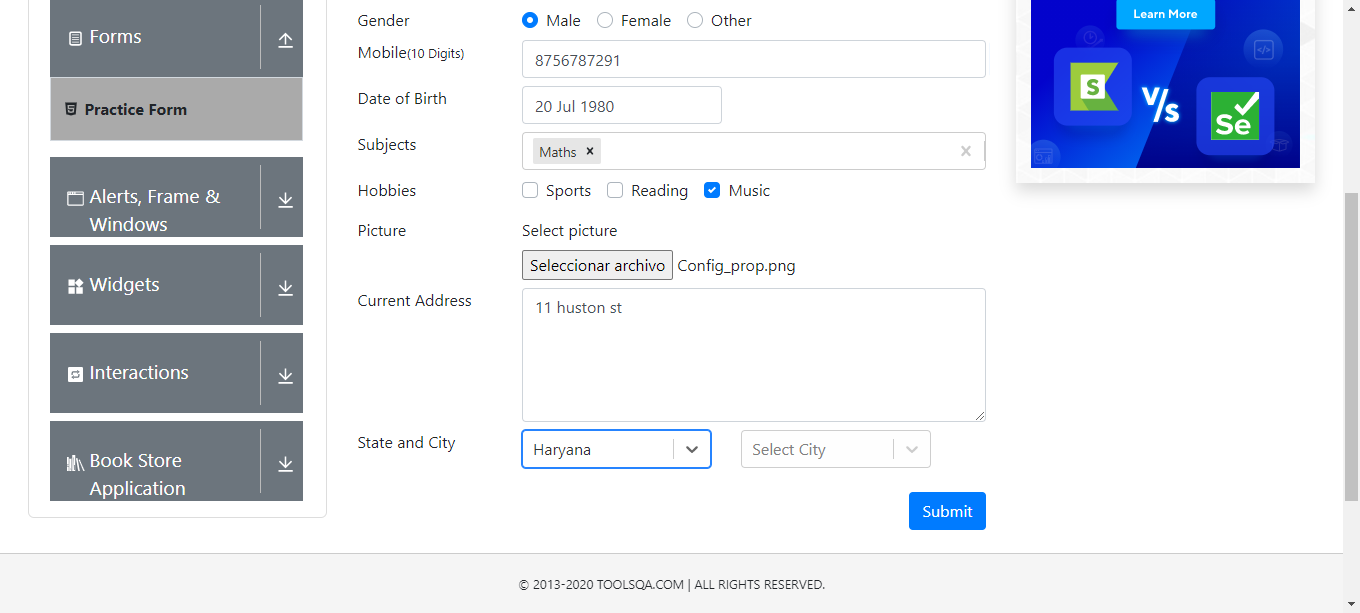 Forms
Practice Form
Alerts, Frame &
Windows
Widgets
Interactions
Book Store
Application
Gender
Male
Female
Other
Mobile(10 Digits)
8756787291
Date of Birth
20 Jul 1980
Subjects
Maths
Hobbies
Sports
Reading
Music
Picture
Select picture
Seleccionar archivo
Config_prop.png
Current Address
11 huston st
State and City
Haryana
Select City
Submit
Learn More
S
V/s
Se
© 2013-2020 TOOLSQA.COM | ALL RIGHTS RESERVED.